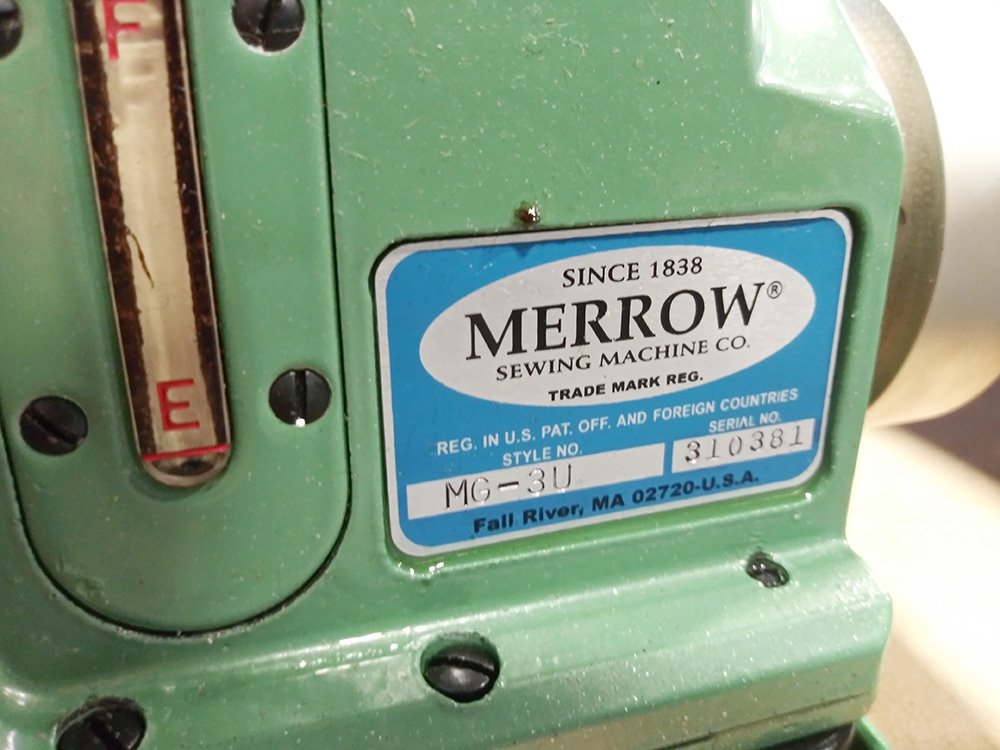 F
E
SINCE 1838
MERROW®
SEWING MACHINE CO.
TRADE MARK REG.
REG. IN U.S. PAT. OFF. AND FOREIGN COUNTRIES
STYLE NO. SERIAL NO.
MG-3U 310381
Fall River, MA 02720-U.S.A.